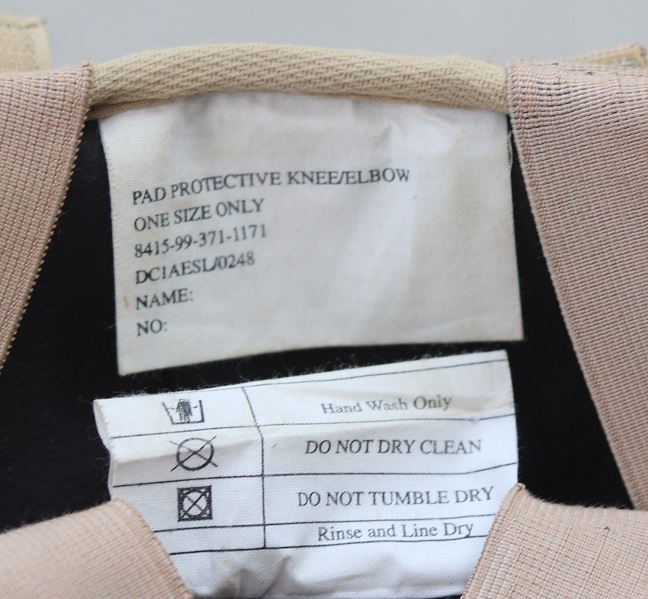 PAD PROTECTIVE KNEE/ELBOW
ONE SIZE ONLY
8415-99-371-1171
DC1AESL/0248
NAME:
NO:
Hand Wash Only
DO NOT DRY CLEAN
DO NOT TUMBLE DRY
Rinse and Line Dry